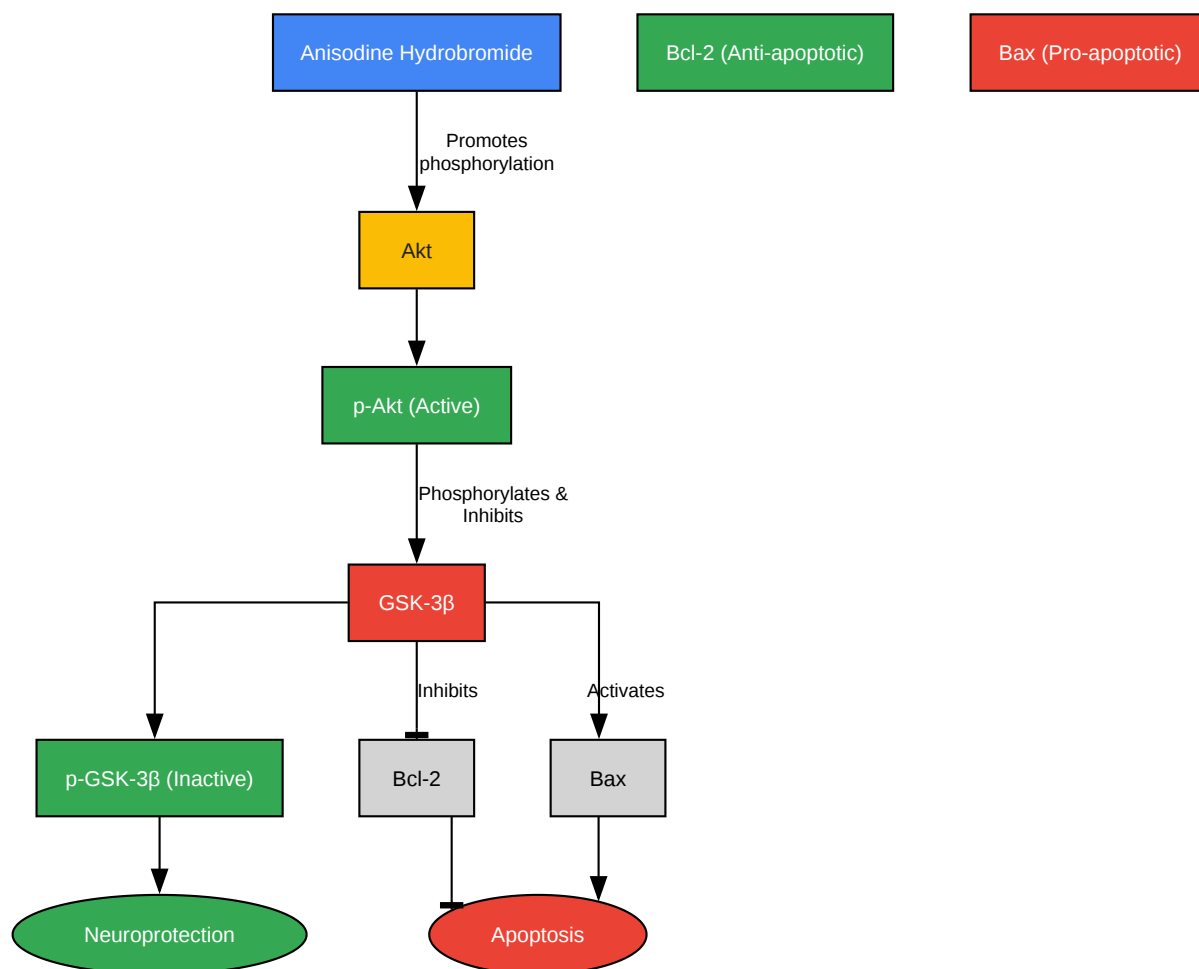 Anisodine Hydrobromide
Bcl-2 (Anti-apoptotic)
Bax (Pro-apoptotic)
Promotes
phosphorylation
Akt
p-Akt (Active)
Phosphorylates &
Inhibits
GSK-3β
Inhibits
Activates
p-GSK-3β (Inactive)
Bcl-2
Bax
Neuroprotection
Apoptosis